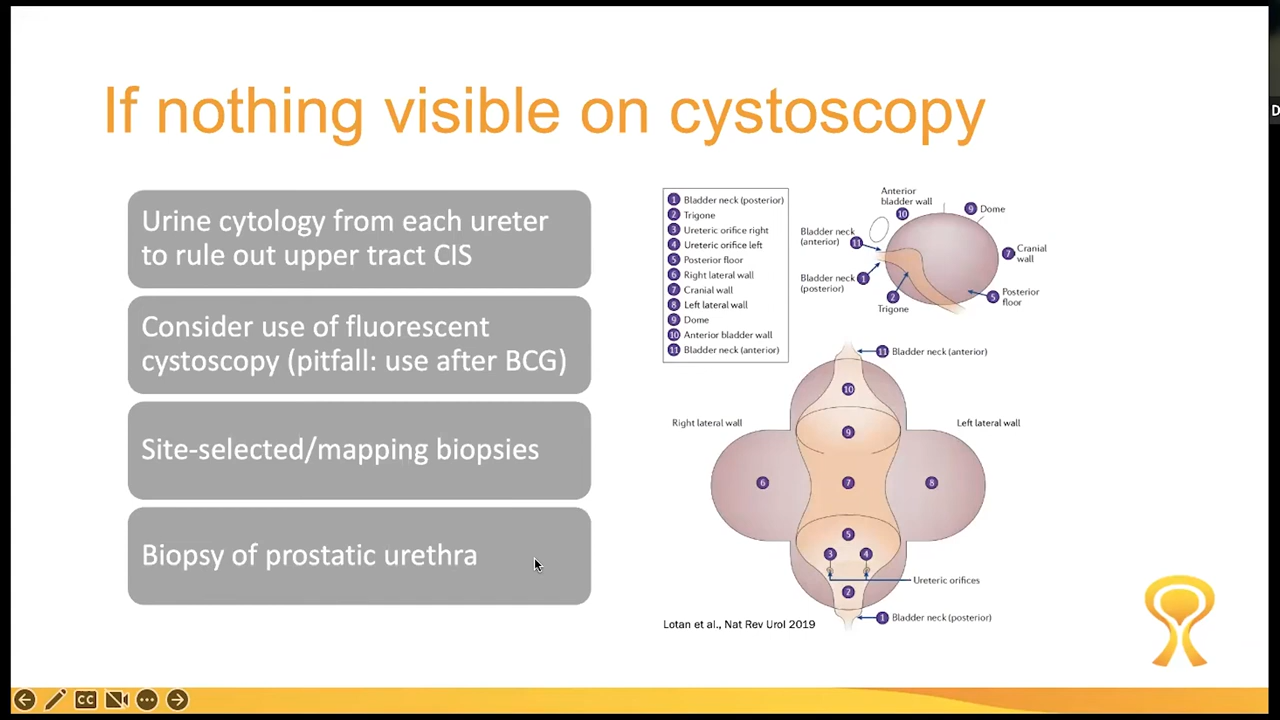 If nothing visible on cystoscopy
Urine cytology from each ureter
to rule out upper tract CIS
Consider use of fluorescent
cystoscopy (pitfall: use after BCG)
Site-selected/mapping biopsies
Biopsy of prostatic urethra
1 Bladder neck (posterior)
2 Trigone
3 Ureteric orifice right
4 Ureteric orifice left
5 Posterior floor
6 Right lateral wall
7 Cranial wall
8 Left lateral wall
9 Dome
10 Anterior bladder wall
11 Bladder neck (anterior)
Anterior
bladder wall
10
9 Dome
Bladder neck
(anterior)
11
7 Cranial
wall
Bladder neck
(posterior)
1
2
Trigone
5 Posterior
floor
11 Bladder neck (anterior)
10
Right lateral wall
9
Left lateral wall
6
7
8
5
3
4
Ureteric orifices
2
1 Bladder neck (posterior)
Lotan et al., Nat Rev Urol 2019
CC
D